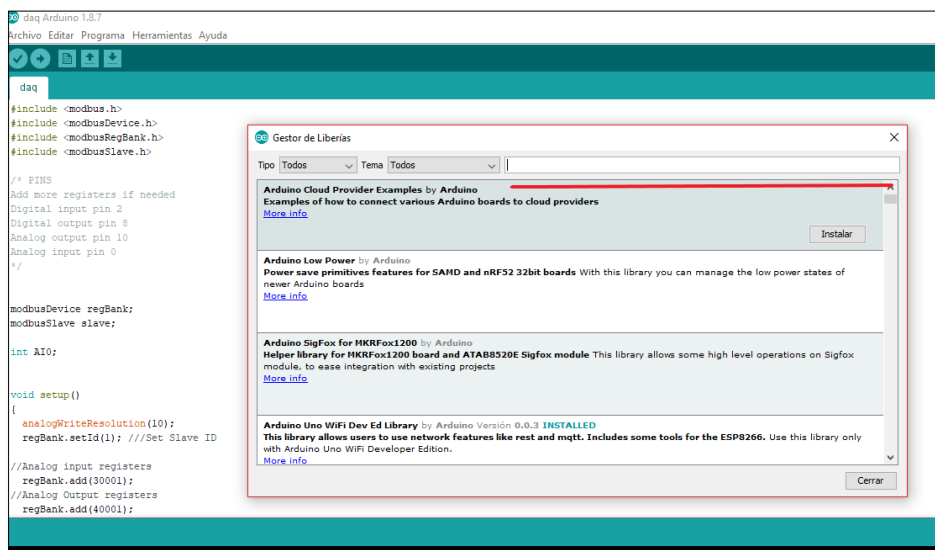 daq Arduino 1.8.7
Archivo Editar Programa Herramientas Ayuda
daq
#include <modbus.h>
#include <modbusDevice.h>
#include <modbusRegBank.h>
#include <modbusSlave.h>
/* PINS
Add more registers if needed
Digital input pin 2
Digital output pin 8
Analog output pin 10
Analog input pin 0
*/
modbusDevice regBank;
modbusSlave slave;
int AI0;
void setup()
{
analogWriteResolution(10);
regBank.setId(1); ///Set Slave ID
//Analog input registers
regBank.add(30001);
//Analog Output registers
regBank.add(40001);
Gestor de Liberías
Tipo Todos Tema Todos
Arduino Cloud Provider Examples by Arduino
Examples of how to connect various Arduino boards to cloud providers
More info
Instalar
Arduino Low Power by Arduino
Power save primitives features for SAMD and nRF52 32bit boards With this library you can manage the low power states of
newer Arduino boards
More info
Arduino SigFox for MKRFox1200 by Arduino
Helper library for MKRFox1200 board and ATAB8520E Sigfox module This library allows some high level operations on Sigfox
module, to ease integration with existing projects
More info
Arduino Uno WiFi Dev Ed Library by Arduino Versión 0.0.3 INSTALLED
This library allows users to use network features like rest and mqtt. Includes some tools for the ESP8266. Use this library only
with Arduino Uno WiFi Developer Edition.
More info
Cerrar